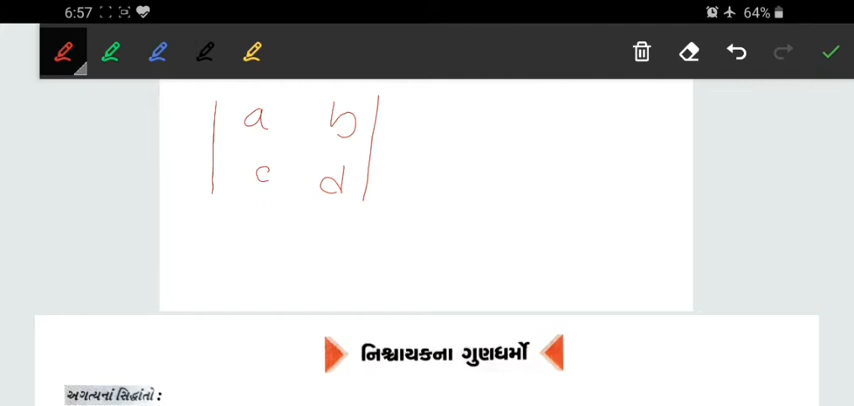 6:57
64%
a b
c d
નિશ્ચાયકના ગુણધર્મો
અગત્યનાં સિદ્ધાંતો :